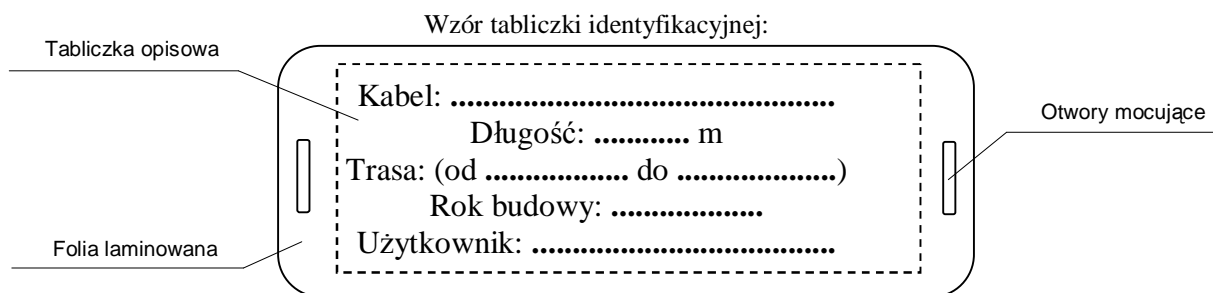 Wzór tabliczki identyfikacyjnej:
Tabliczka opisowa
Kabel: ................................................
Długość: ............ m
Trasa: (od .................. do ....................)
Rok budowy: ...................
Użytkownik: ......................................
Otwory mocujące
Folia laminowana